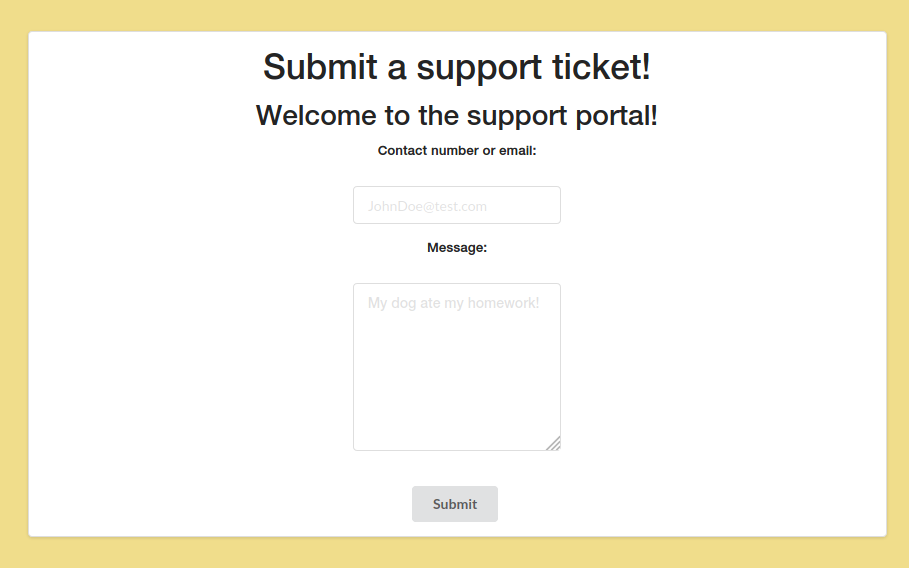 Submit a support ticket!
Welcome to the support portal!
Contact number or email:
JohnDoe@test.com
Message:
My dog ate my homework!
Submit